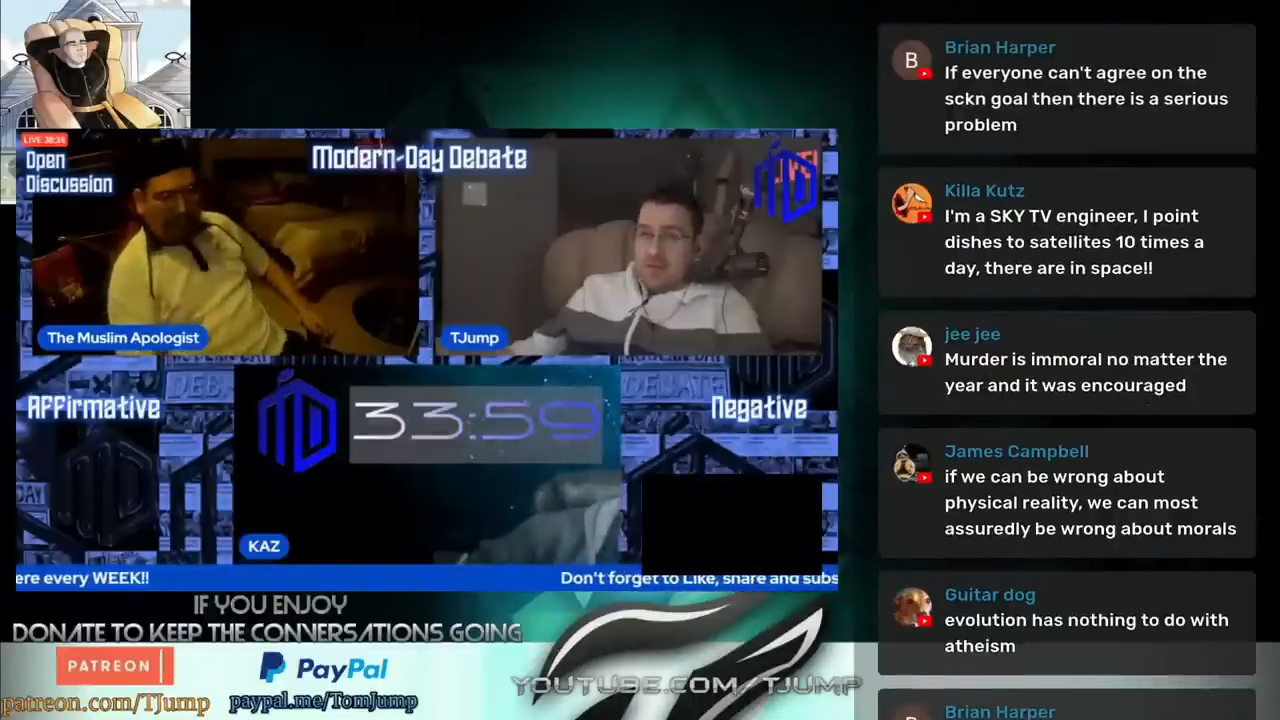 LIVE
Open
Discussion
Modern-Day Debate
The Muslim Apologist
TJump
Affirmative
DEBATE
Negative
33:59
KAZ
ere every WEEK!!
Don't forget to Like, share and subs
IF YOU ENJOY
DONATE TO KEEP THE CONVERSATIONS GOING
PATREON
PayPal
patreon.com/TJump
paypal.me/TomJump
YOUTUBE.COM/TJUMP
B
Brian Harper
If everyone can't agree on the
sckn goal then there is a serious
problem
Killa Kutz
I'm a SKY TV engineer, I point
dishes to satellites 10 times a
day, there are in space!!
jee jee
Murder is immoral no matter the
year and it was encouraged
James Campbell
if we can be wrong about
physical reality, we can most
assuredly be wrong about morals
Guitar dog
evolution has nothing to do with
atheism
Brian Harper